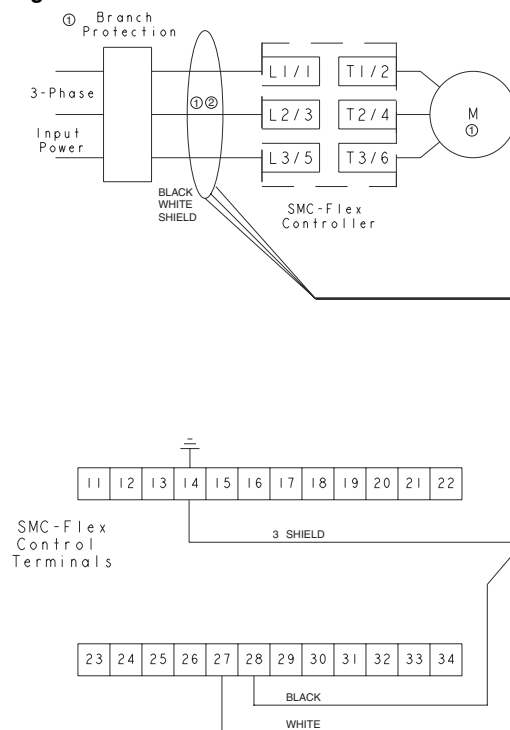 ① Branch
Protection
3-Phase
Input
Power
①②
L1/1 T1/2
L2/3 T2/4
L3/5 T3/6
M
①
BLACK
WHITE
SHIELD
SMC-Flex
Controller
11 12 13 14 15 16 17 18 19 20 21 22
SMC-Flex
Control
Terminals
3 SHIELD
23 24 25 26 27 28 29 30 31 32 33 34
BLACK
WHITE